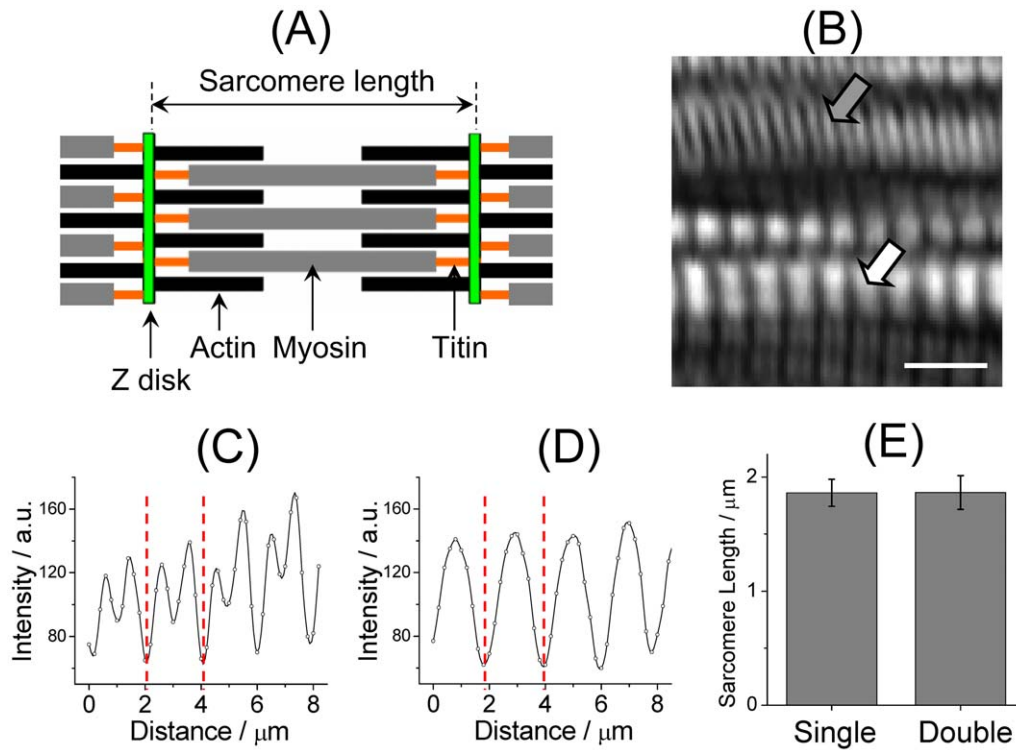 (A)
Sarcomere length
Actin Myosin Titin
Z disk
(B)
(C)
160
120
80
Intensity / a.u.
0 2 4 6 8
Distance / μm
(D)
160
120
80
Intensity / a.u.
0 2 4 6 8
Distance / μm
(E)
2
1
0
Sarcomere Length / μm
Single Double